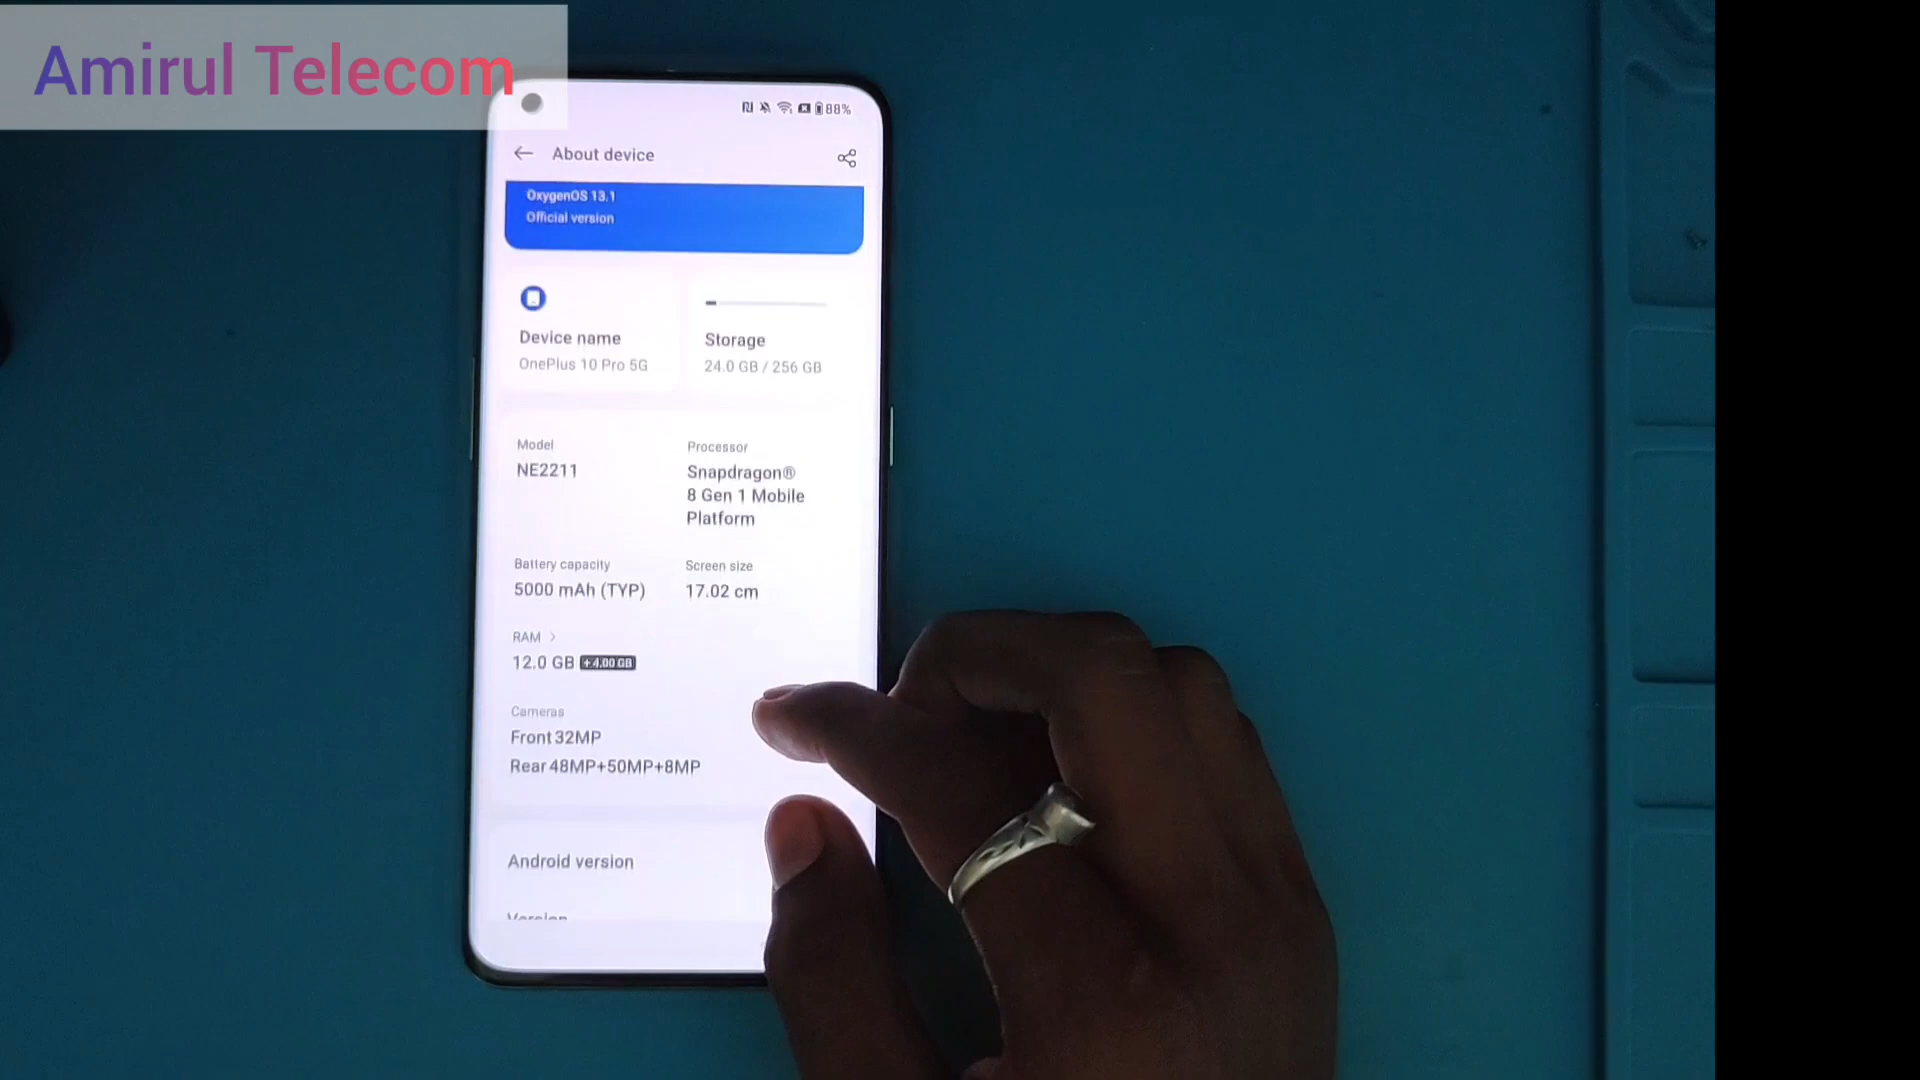 Amirul Telecom
88%
About device
OxygenOS 13.1
Official version
Device name
OnePlus 10 Pro 5G
Storage
24.0 GB / 256 GB
Model
NE2211
Processor
Snapdragon®
8 Gen 1 Mobile
Platform
Battery capacity
5000 mAh (TYP)
Screen size
17.02 cm
RAM >
12.0 GB +4.00 GB
Cameras
Front 32MP
Rear 48MP+50MP+8MP
Android version
Version